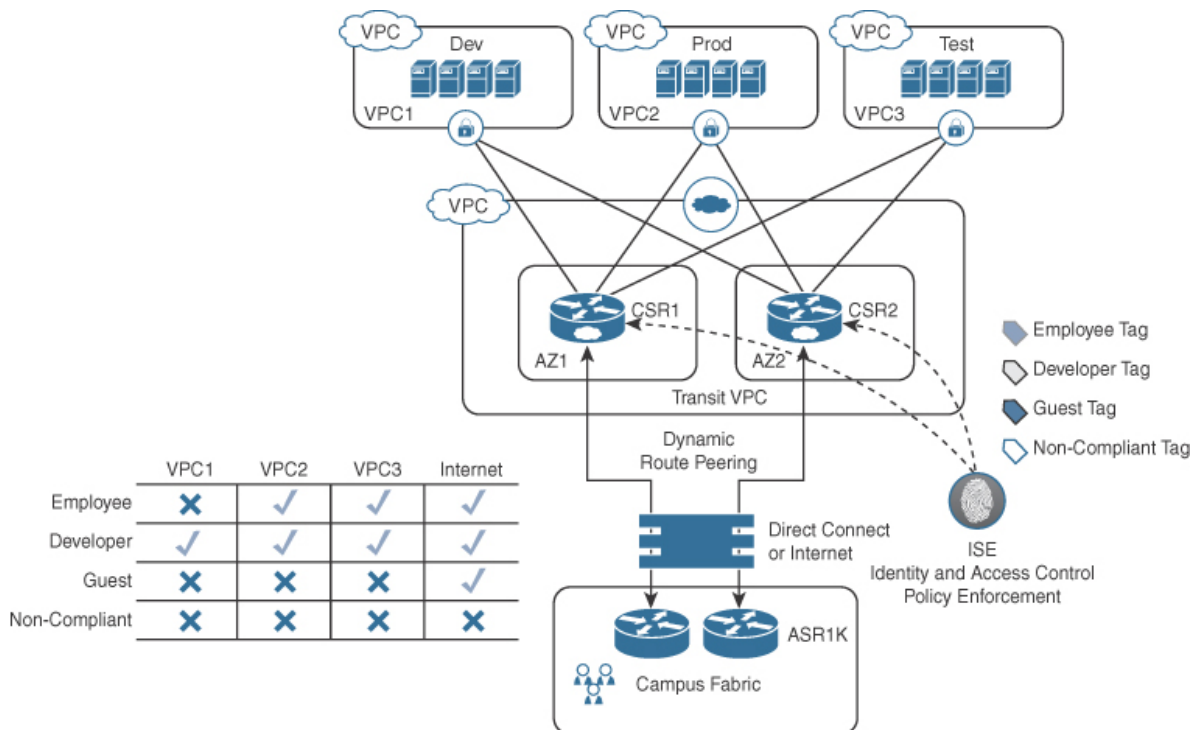 VPC
Dev
VPC1
VPC
Prod
VPC2
VPC
Test
VPC3
VPC
CSR1
AZ1
CSR2
AZ2
Transit VPC
Employee Tag
Developer Tag
Guest Tag
Non-Compliant Tag
Dynamic
Route Peering
Direct Connect
or Internet
ISE
Identity and Access Control
Policy Enforcement
VPC1 VPC2 VPC3 Internet
Employee
Developer
Guest
Non-Compliant
ASR1K
Campus Fabric